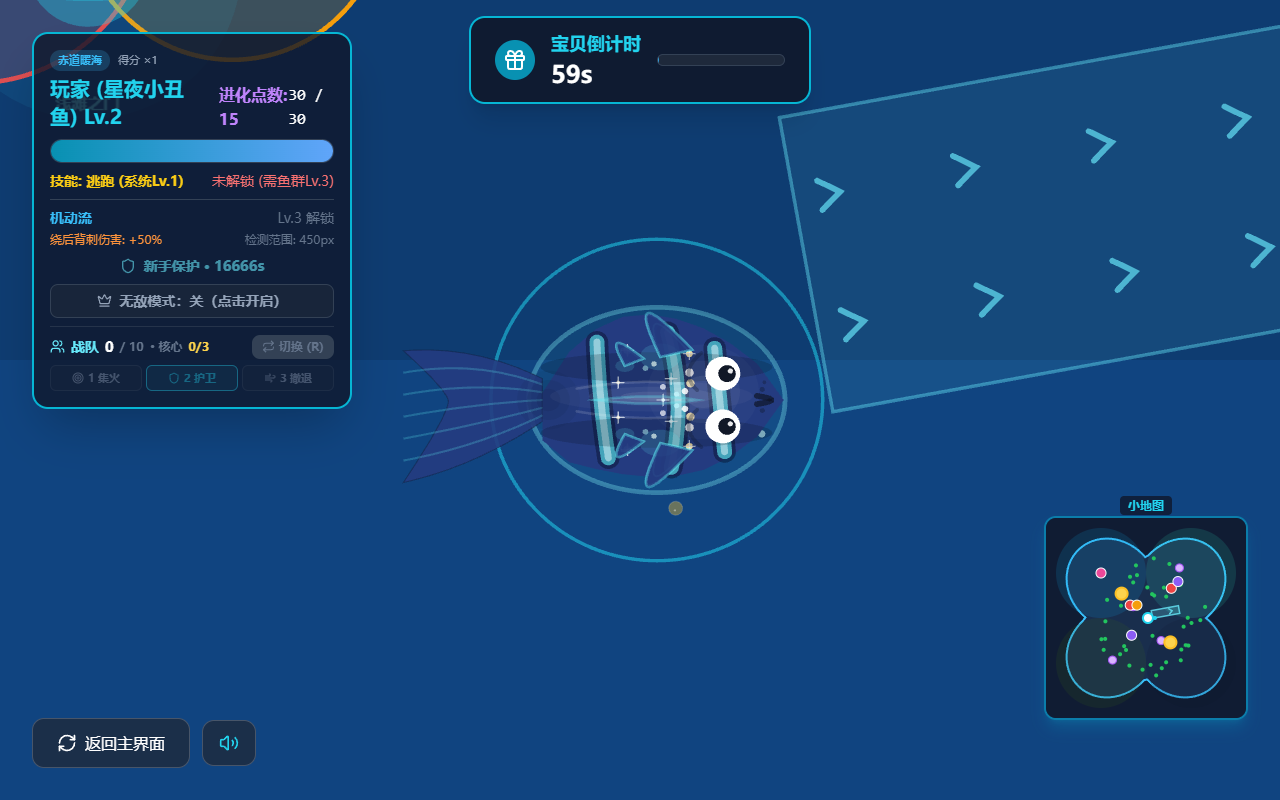 赤道暖海 得分 ×1
玩家 (星夜小丑
鱼) Lv.2
进化点数:
15
30 /
30
技能: 逃跑 (系统Lv.1) 未解锁 (需鱼群Lv.3)
机动流 Lv.3 解锁
绕后背刺伤害: +50% 检测范围: 450px
新手保护 • 16666s
无敌模式：关（点击开启）
战队 0 / 10 • 核心 0/3 切换 (R)
1 集火 2 护卫 3 撤退
宝贝倒计时
59s
小地图
返回主界面